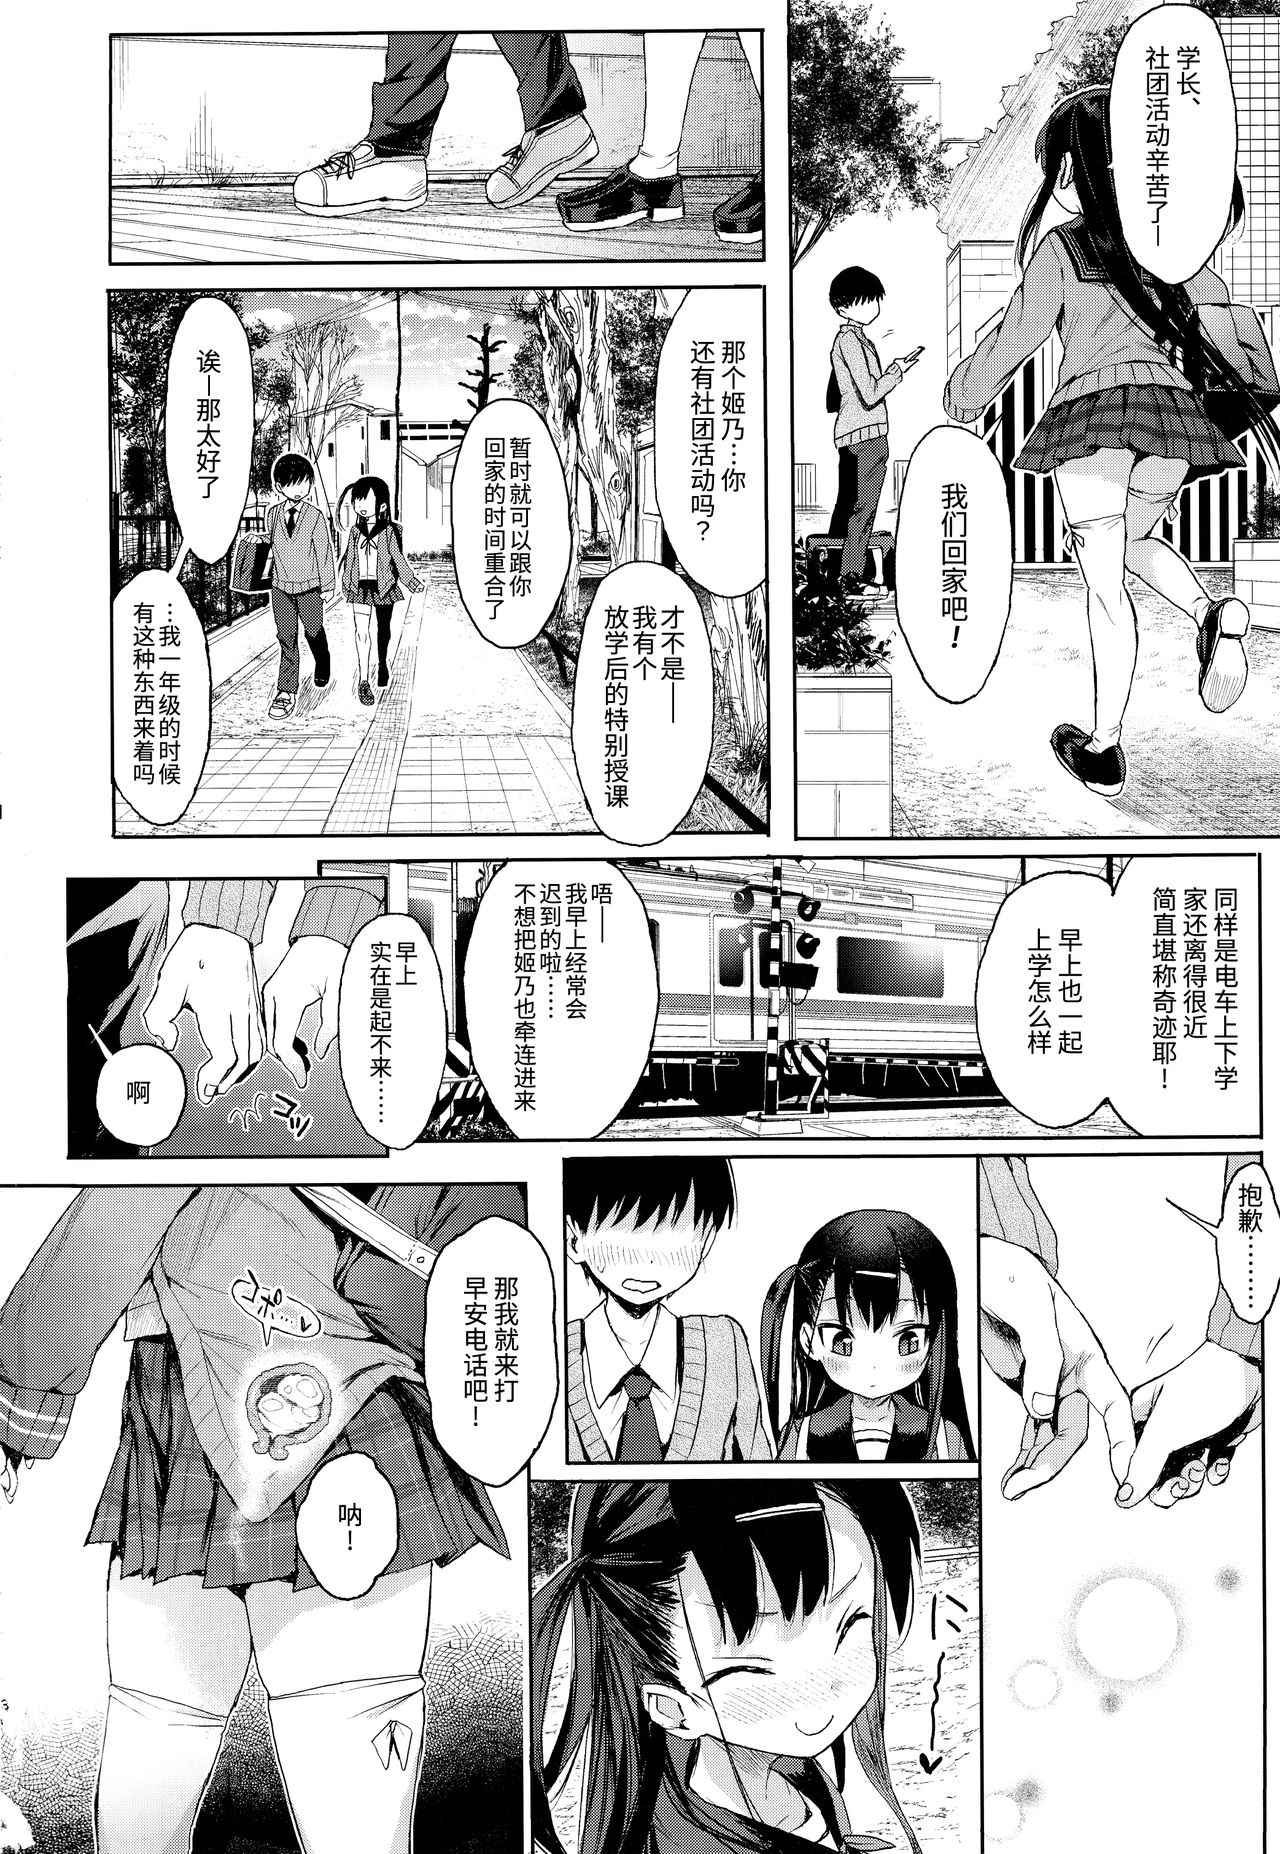 学长、
社团活动辛苦了—
我们回家吧！
那个姬乃…你
还有社团活动吗？
才不是——
我有个
放学后的特别授课
暂时就可以跟你
回家的时间重合了
诶—那太好了
…我一年级的时候
有这种东西来着吗
同样是电车上下学
家还离得很近
简直堪称奇迹耶！
早上也一起
上学怎么样
唔——
我早上经常会
迟到的啦……
不想把姬乃也牵连进来
早上
实在是起不来……
啊
コッ
抱歉………
に〜
那我就来打
早安电话吧！
呐！